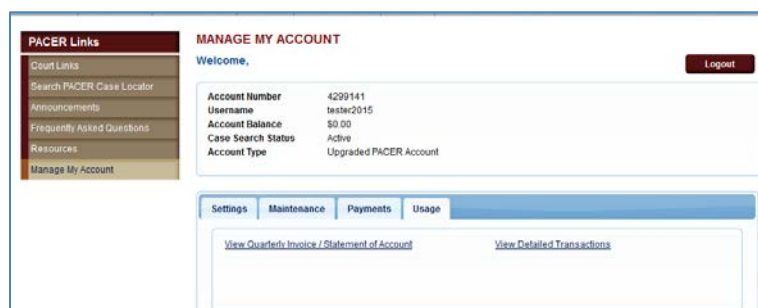 PACER Links
Court Links
Search PACER Case Locator
Announcements
Frequently Asked Questions
Resources
Manage My Account
MANAGE MY ACCOUNT
Welcome,
Logout
Account Number 4299141
Username tester2015
Account Balance $0.00
Case Search Status Active
Account Type Upgraded PACER Account
Settings Maintenance Payments Usage
View Quarterly Invoice / Statement of Account View Detailed Transactions